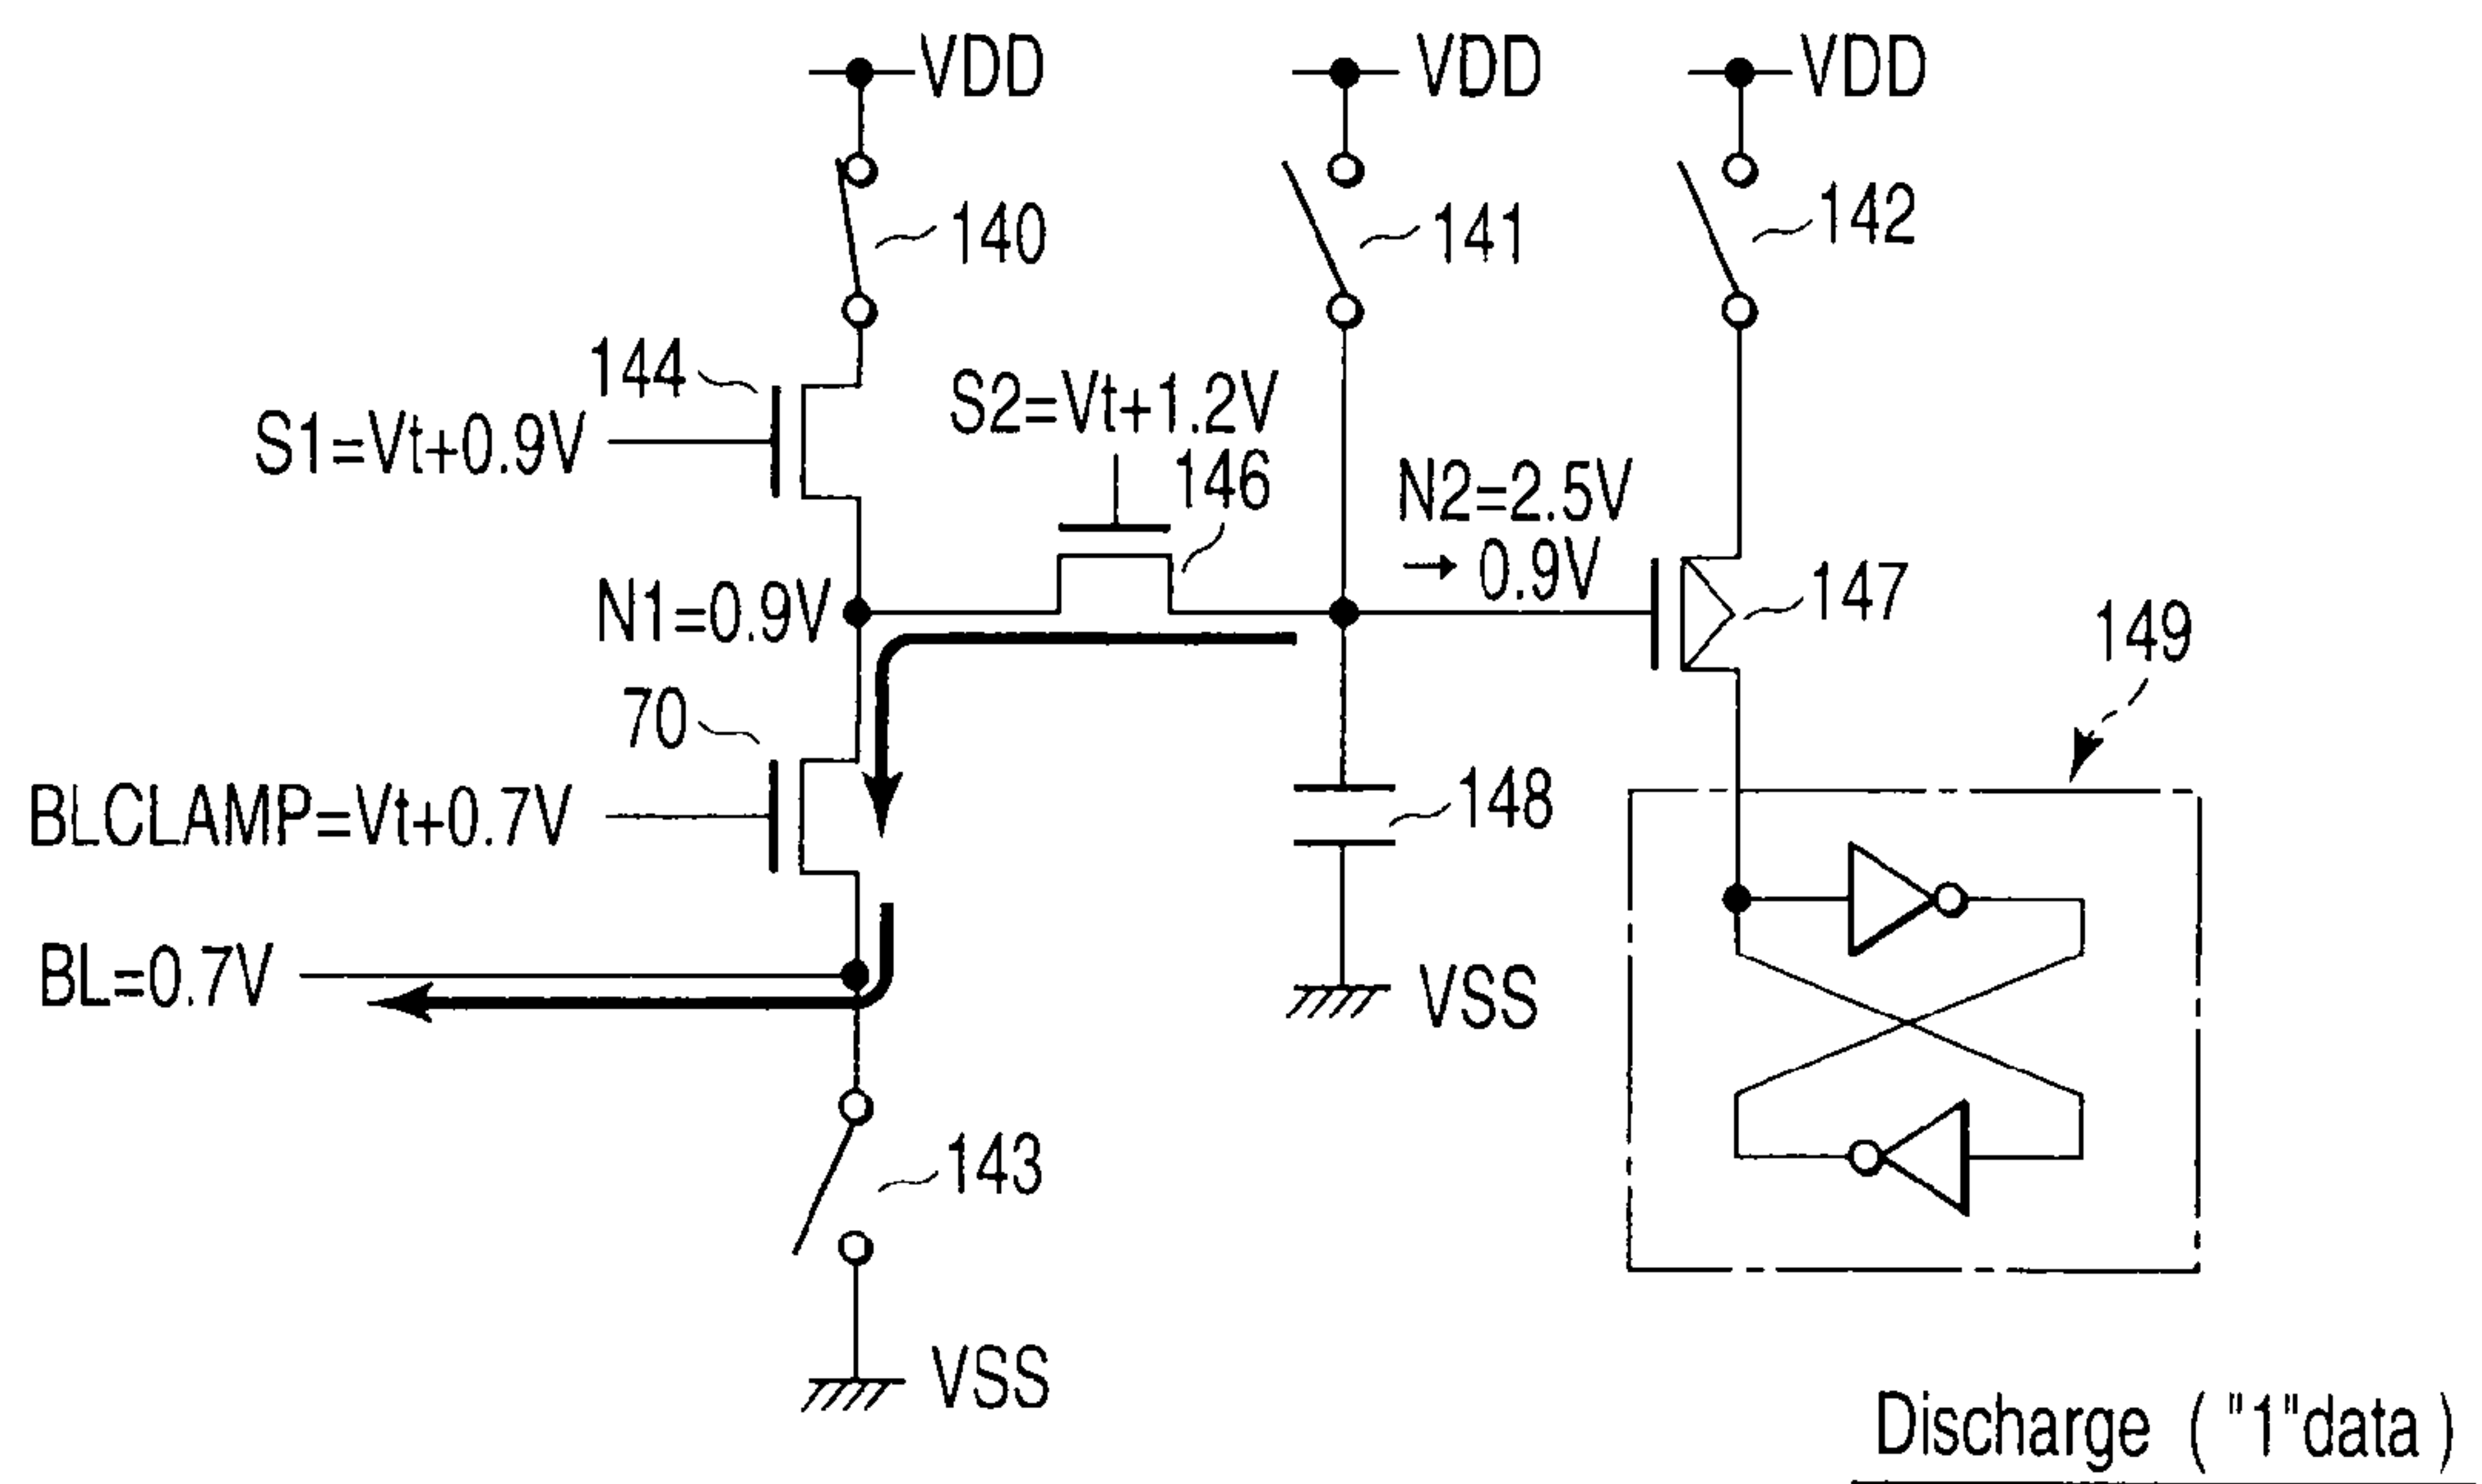 VDD
VDD
VDD
140
141
142
144
S1=Vt+0.9V
S2=Vt+1.2V
146
N2=2.5V
→ 0.9V
N1=0.9V
147
149
70
BLCLAMP=Vt+0.7V
148
BL=0.7V
VSS
143
VSS
Discharge ("1"data)